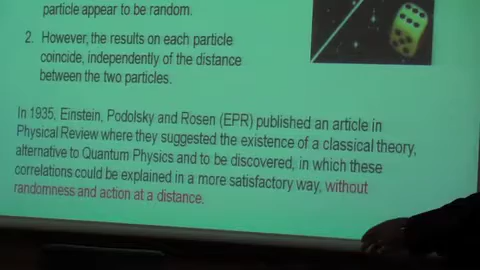 particle appear to be random.
2. However, the results on each particle
coincide, independently of the distance
between the two particles.
In 1935, Einstein, Podolsky and Rosen (EPR) published an article in
Physical Review where they suggested the existence of a classical theory,
alternative to Quantum Physics and to be discovered, in which these
correlations could be explained in a more satisfactory way, without
randomness and action at a distance.